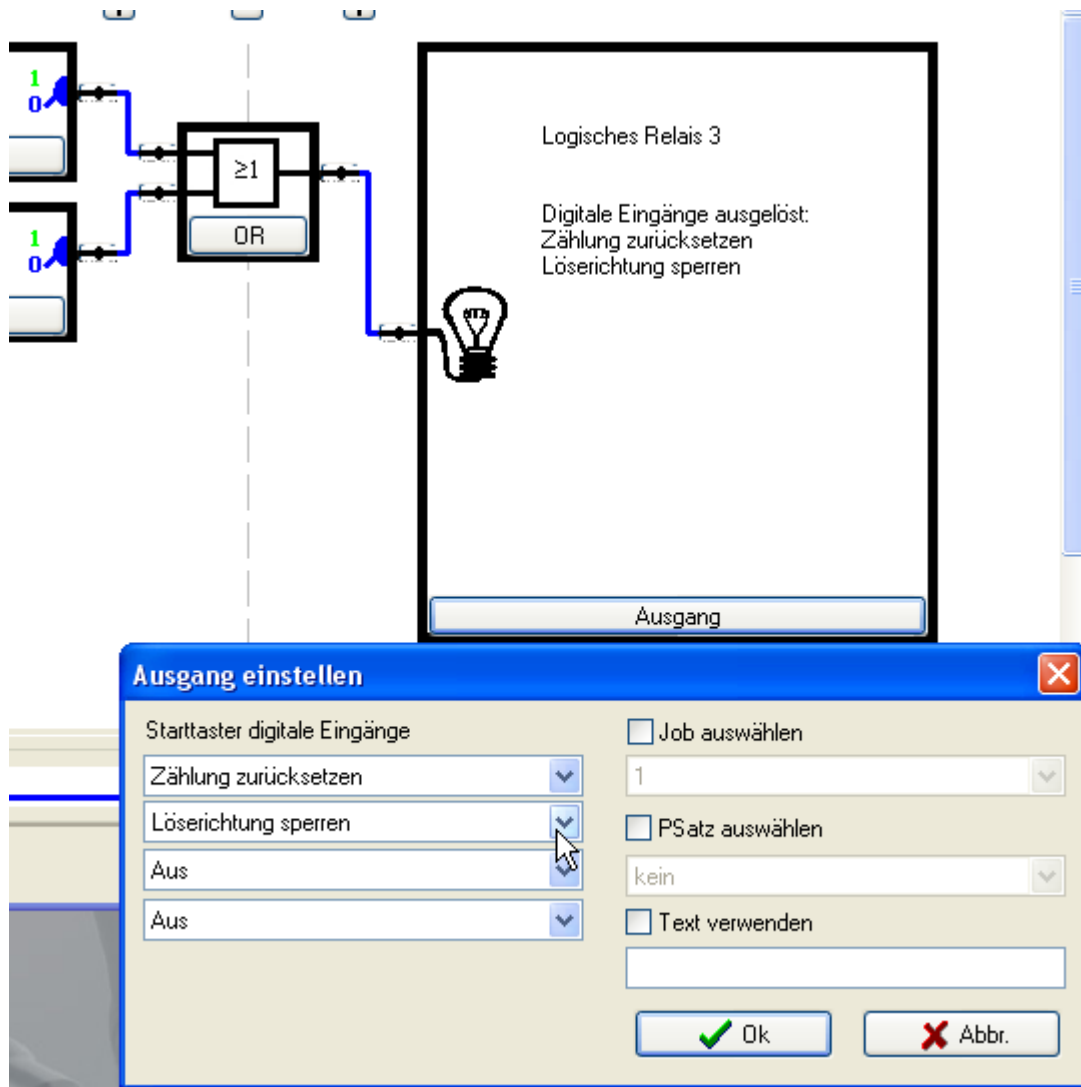 1
0
≥1
OR
1
0
Logisches Relais 3
Digitale Eingänge ausgelöst:
Zählung zurücksetzen
Löserichtung sperren
Ausgang
Ausgang einstellen
Starttaster digitale Eingänge
Zählung zurücksetzen
Löserichtung sperren
Aus
Aus
Job auswählen
1
PSatz auswählen
kein
Text verwenden
Ok
Abbr.